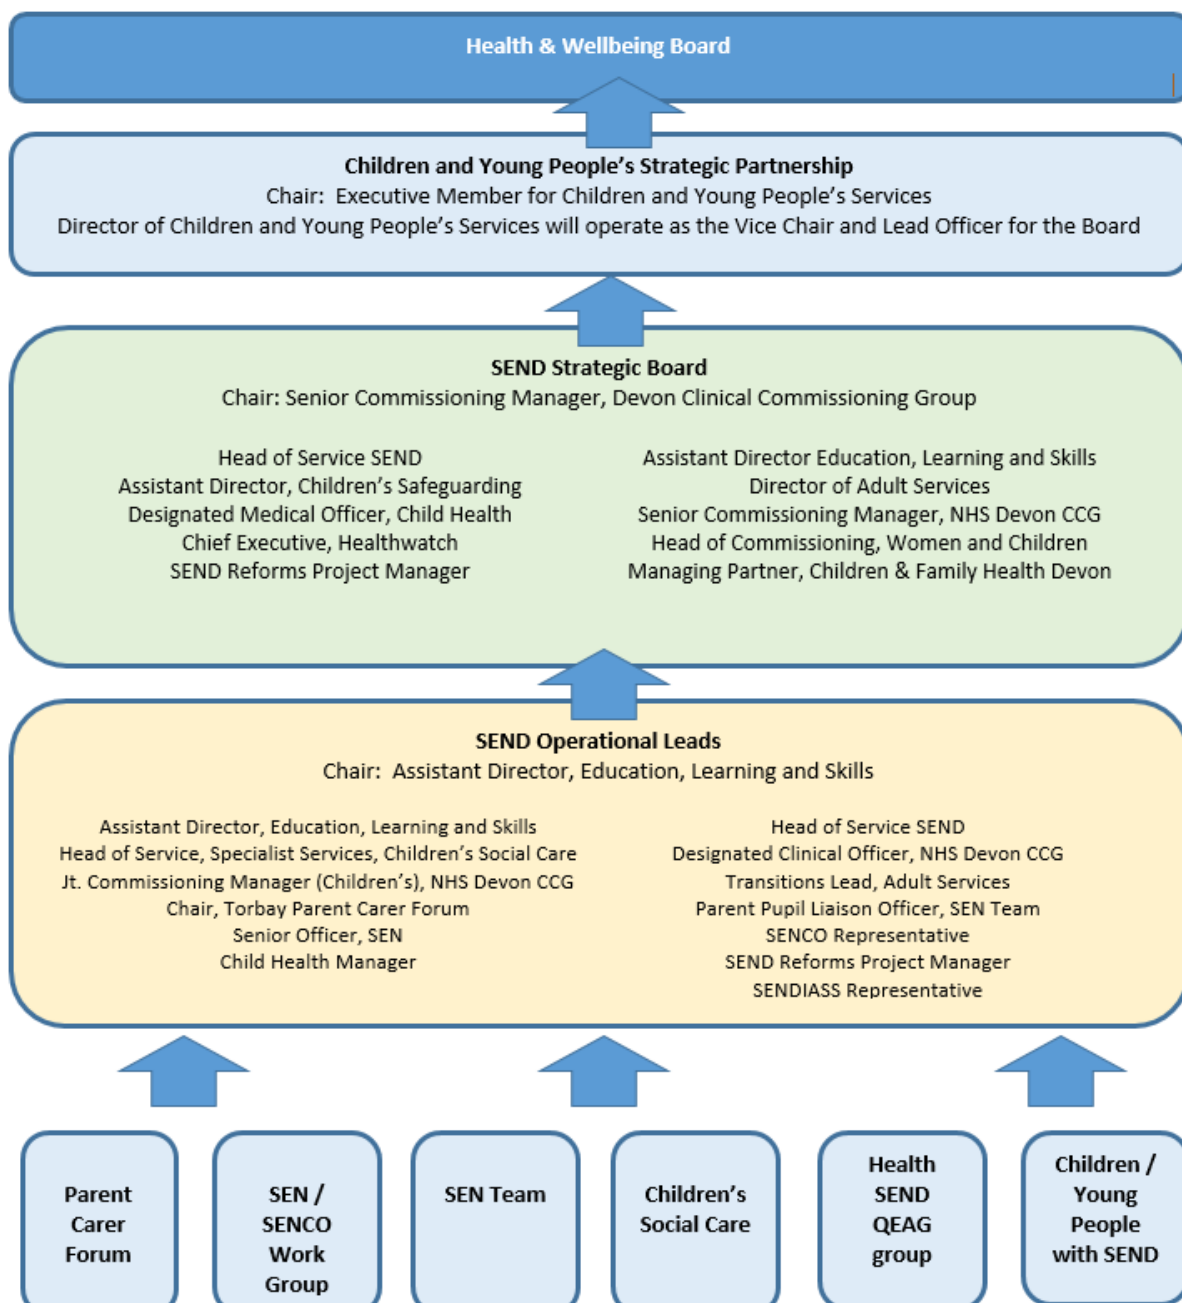 Health & Wellbeing Board
Children and Young People's Strategic Partnership
Chair:  Executive Member for Children and Young People's Services
Director of Children and Young People's Services will operate as the Vice Chair and Lead Officer for the Board
SEND Strategic Board
Chair: Senior Commissioning Manager, Devon Clinical Commissioning Group
Head of Service SEND
Assistant Director, Children's Safeguarding
Designated Medical Officer, Child Health
Chief Executive, Healthwatch
SEND Reforms Project Manager
Assistant Director Education, Learning and Skills
Director of Adult Services
Senior Commissioning Manager, NHS Devon CCG
Head of Commissioning, Women and Children
Managing Partner, Children & Family Health Devon
SEND Operational Leads
Chair:  Assistant Director, Education, Learning and Skills
Assistant Director, Education, Learning and Skills
Head of Service, Specialist Services, Children's Social Care
Jt. Commissioning Manager (Children's), NHS Devon CCG
Chair, Torbay Parent Carer Forum
Senior Officer, SEN
Child Health Manager
Head of Service SEND
Designated Clinical Officer, NHS Devon CCG
Transitions Lead, Adult Services
Parent Pupil Liaison Officer, SEN Team
SENCO Representative
SEND Reforms Project Manager
SENDIASS Representative
Parent
Carer
Forum
SEN /
SENCO
Work
Group
SEN Team
Children's
Social Care
Health
SEND
QEAG
group
Children /
Young
People
with SEND